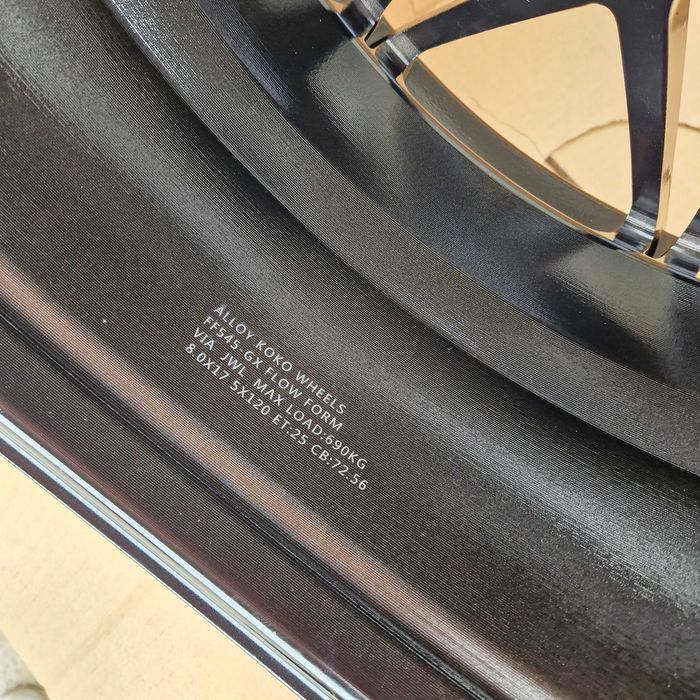 ALLOY KOKO WHEELS
FF545 GX FLOW FORM
VIA JWL MAX LOAD:690KG
8.0X17 5X120 ET:25 CB:72.56